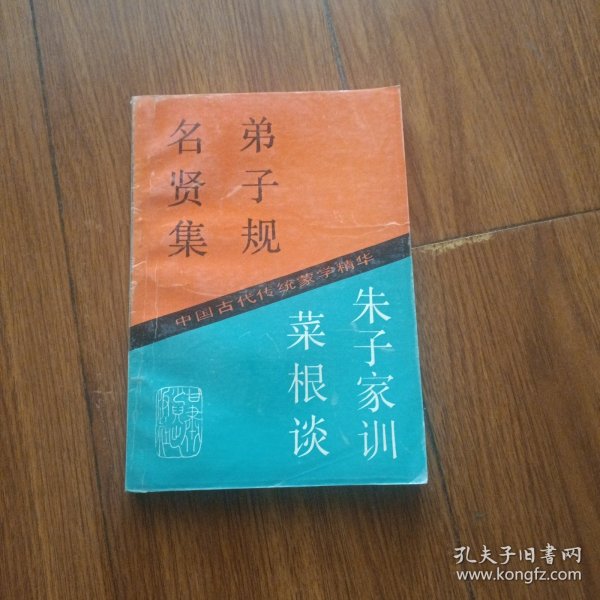 弟子规
名贤集
中国古代传统蒙学精华
朱子家训
菜根谈
孔夫子旧书网
www.kongfz.com